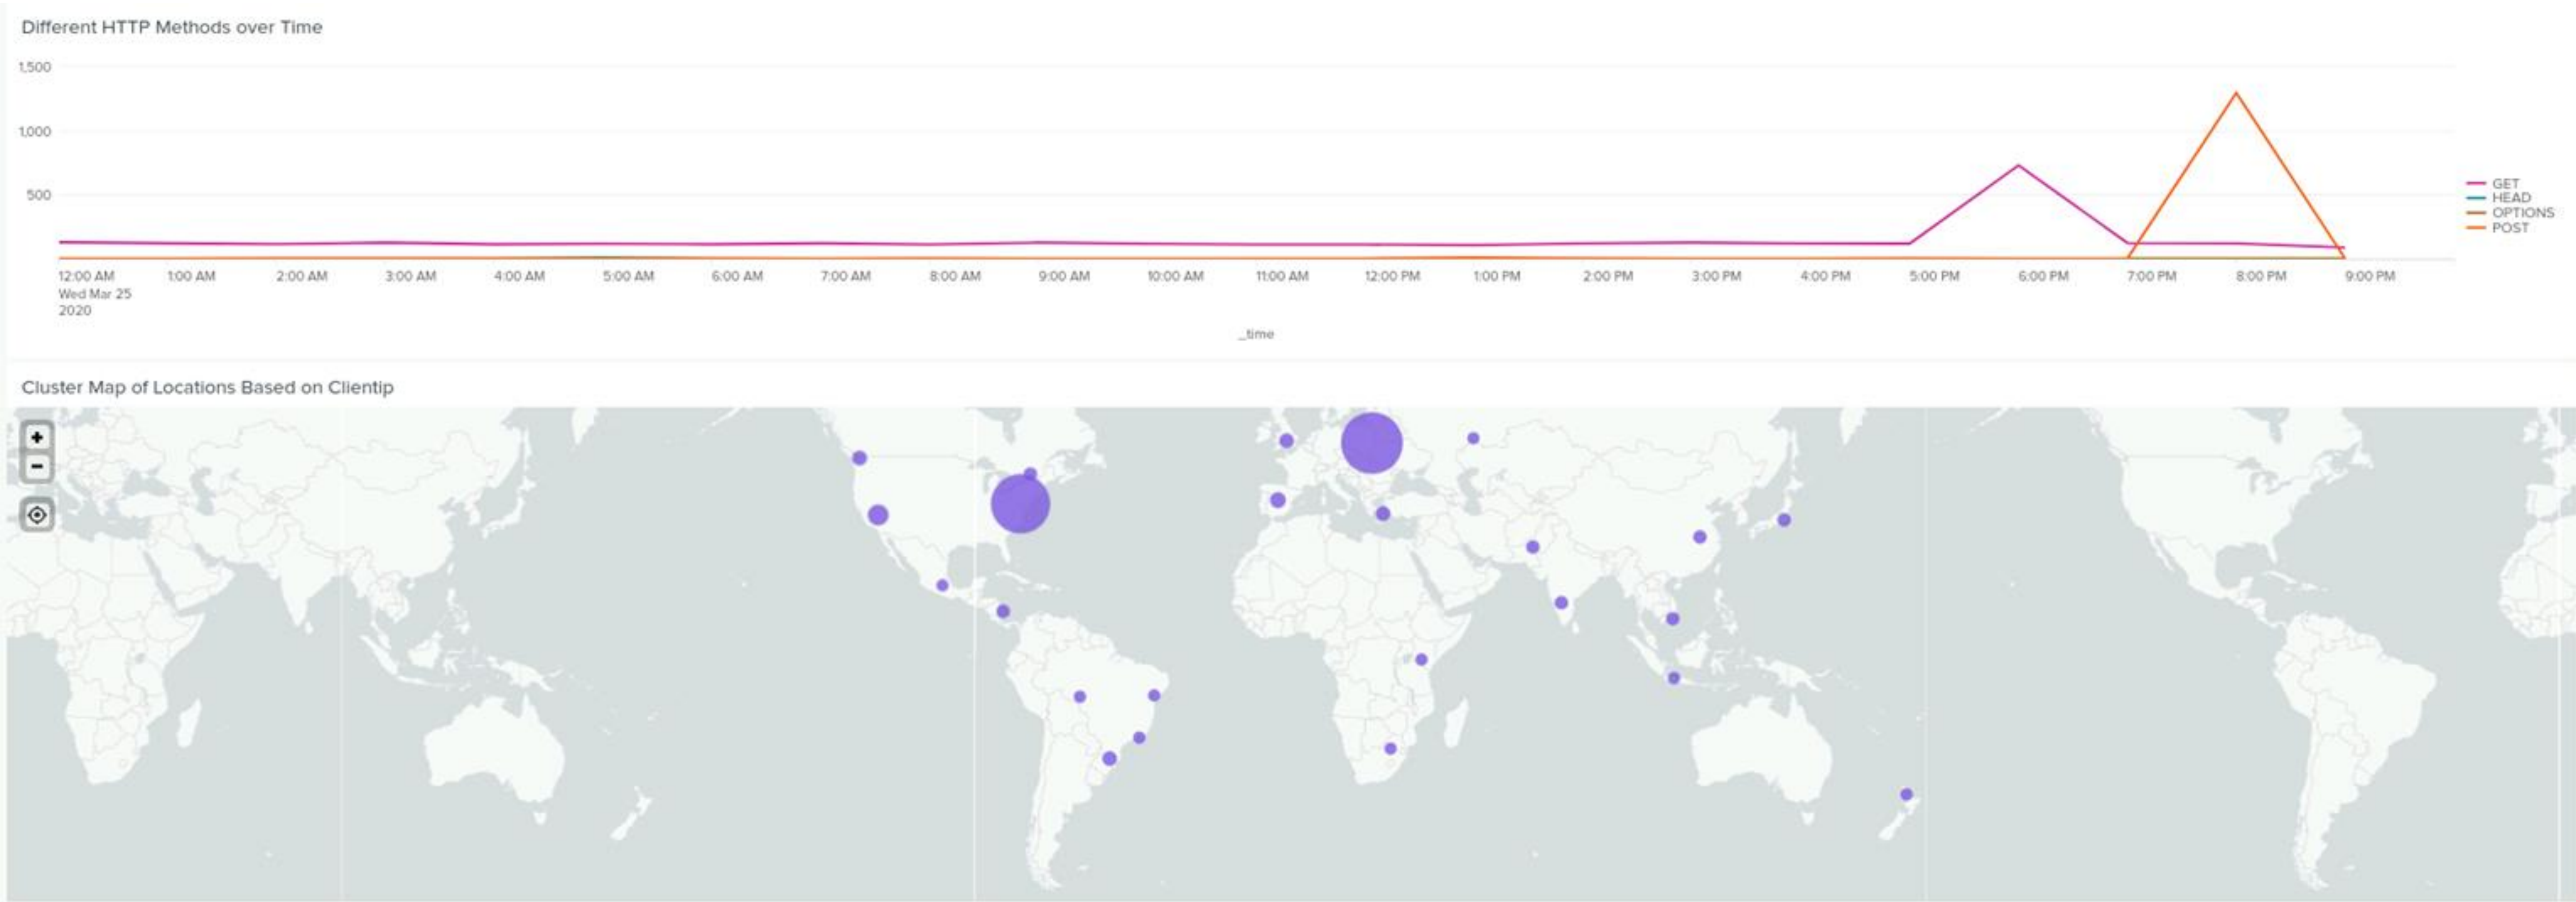 Different HTTP Methods over Time
1,500
1,000
500
GET
HEAD
OPTIONS
POST
12:00 AM 1:00 AM 2:00 AM 3:00 AM 4:00 AM 5:00 AM 6:00 AM 7:00 AM 8:00 AM 9:00 AM 10:00 AM 11:00 AM 12:00 PM 1:00 PM 2:00 PM 3:00 PM 4:00 PM 5:00 PM 6:00 PM 7:00 PM 8:00 PM 9:00 PM
Wed Mar 25
2020
_time
Cluster Map of Locations Based on Clientip
+
-